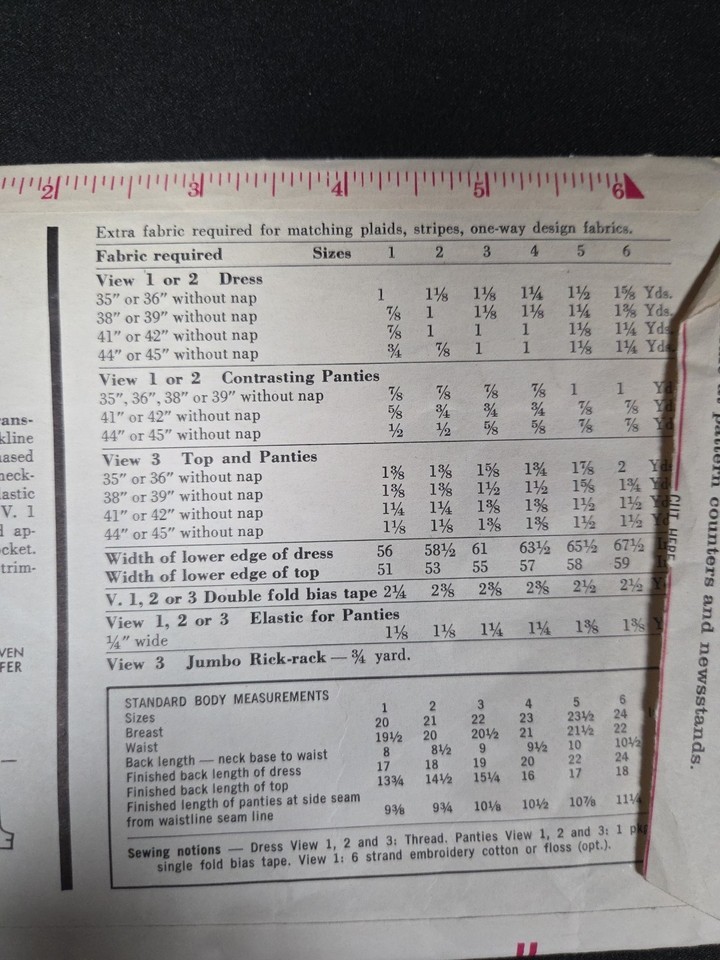 2 3 4 5 6
Extra fabric required for matching plaids, stripes, one-way design fabrics.
Fabric required Sizes 1 2 3 4 5 6
View 1 or 2 Dress
35" or 36" without nap 1 1⅛ 1⅛ 1¼ 1½ 1⅝ Yds.
38" or 39" without nap ⅞ 1 1⅛ 1⅛ 1¼ 1⅜ Yds.
41" or 42" without nap ⅞ 1 1 1 1⅛ 1¼ Yds.
44" or 45" without nap ¾ ⅞ 1 1 1⅛ 1¼ Yds.
View 1 or 2 Contrasting Panties
35", 36", 38" or 39" without nap ⅞ ⅞ ⅞ ⅞ 1 1 Yd
41" or 42" without nap ⅝ ¾ ¾ ¾ ⅞ ⅞ Yd
44" or 45" without nap ½ ½ ⅝ ⅝ ⅞ ⅞ Yd
View 3 Top and Panties
35" or 36" without nap 1⅜ 1⅜ 1⅝ 1¾ 1⅞ 2 Yd
38" or 39" without nap 1⅜ 1⅜ 1½ 1½ 1⅝ 1¾ Yd
41" or 42" without nap 1¼ 1¼ 1⅜ 1⅜ 1½ 1½ Yd
44" or 45" without nap 1⅛ 1⅛ 1⅜ 1⅜ 1½ 1½ Yd
Width of lower edge of dress 56 58½ 61 63½ 65½ 67½ I
Width of lower edge of top 51 53 55 57 58 59 I
V. 1, 2 or 3 Double fold bias tape 2¼ 2⅜ 2⅜ 2⅜ 2½ 2½ Y
View 1, 2 or 3 Elastic for Panties
¼" wide 1⅛ 1⅛ 1¼ 1¼ 1⅜ 1⅜ Y
View 3 Jumbo Rick-rack — ¾ yard.
STANDARD BODY MEASUREMENTS
Sizes 1 2 3 4 5 6
Breast 20 21 22 23 23½ 24
Waist 19½ 20 20½ 21 21½ 22
Back length — neck base to waist 8 8½ 9 9½ 10 10½
Finished back length of dress 17 18 19 20 22 24
Finished back length of top 13¾ 14½ 15¼ 16 17 18
Finished length of panties at side seam
from waistline seam line 9⅜ 9¾ 10⅛ 10½ 10⅞ 11¼
Sewing notions — Dress View 1, 2 and 3: Thread. Panties View 1, 2 and 3: 1 pkg
single fold bias tape. View 1: 6 strand embroidery cotton or floss (opt.).
rans-
kline
ased
neck-
lastic
V. 1
d ap-
ocket.
trim-
VEN
FER
CUT HERE
at pattern counters and newsstands.